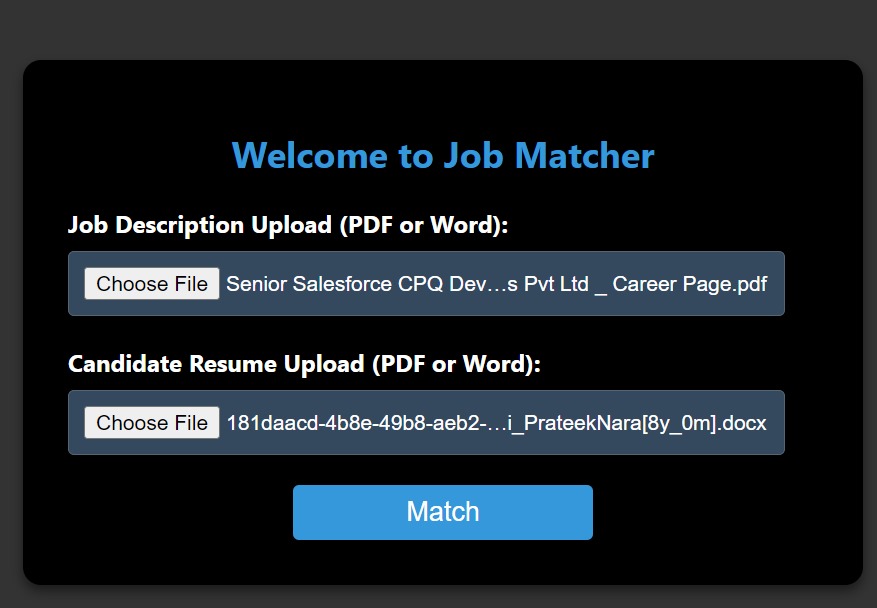 Welcome to Job Matcher
Job Description Upload (PDF or Word):
Choose File Senior Salesforce CPQ Dev…s Pvt Ltd _ Career Page.pdf
Candidate Resume Upload (PDF or Word):
Choose File 181daacd-4b8e-49b8-aeb2-…i_PrateekNara[8y_0m].docx
Match